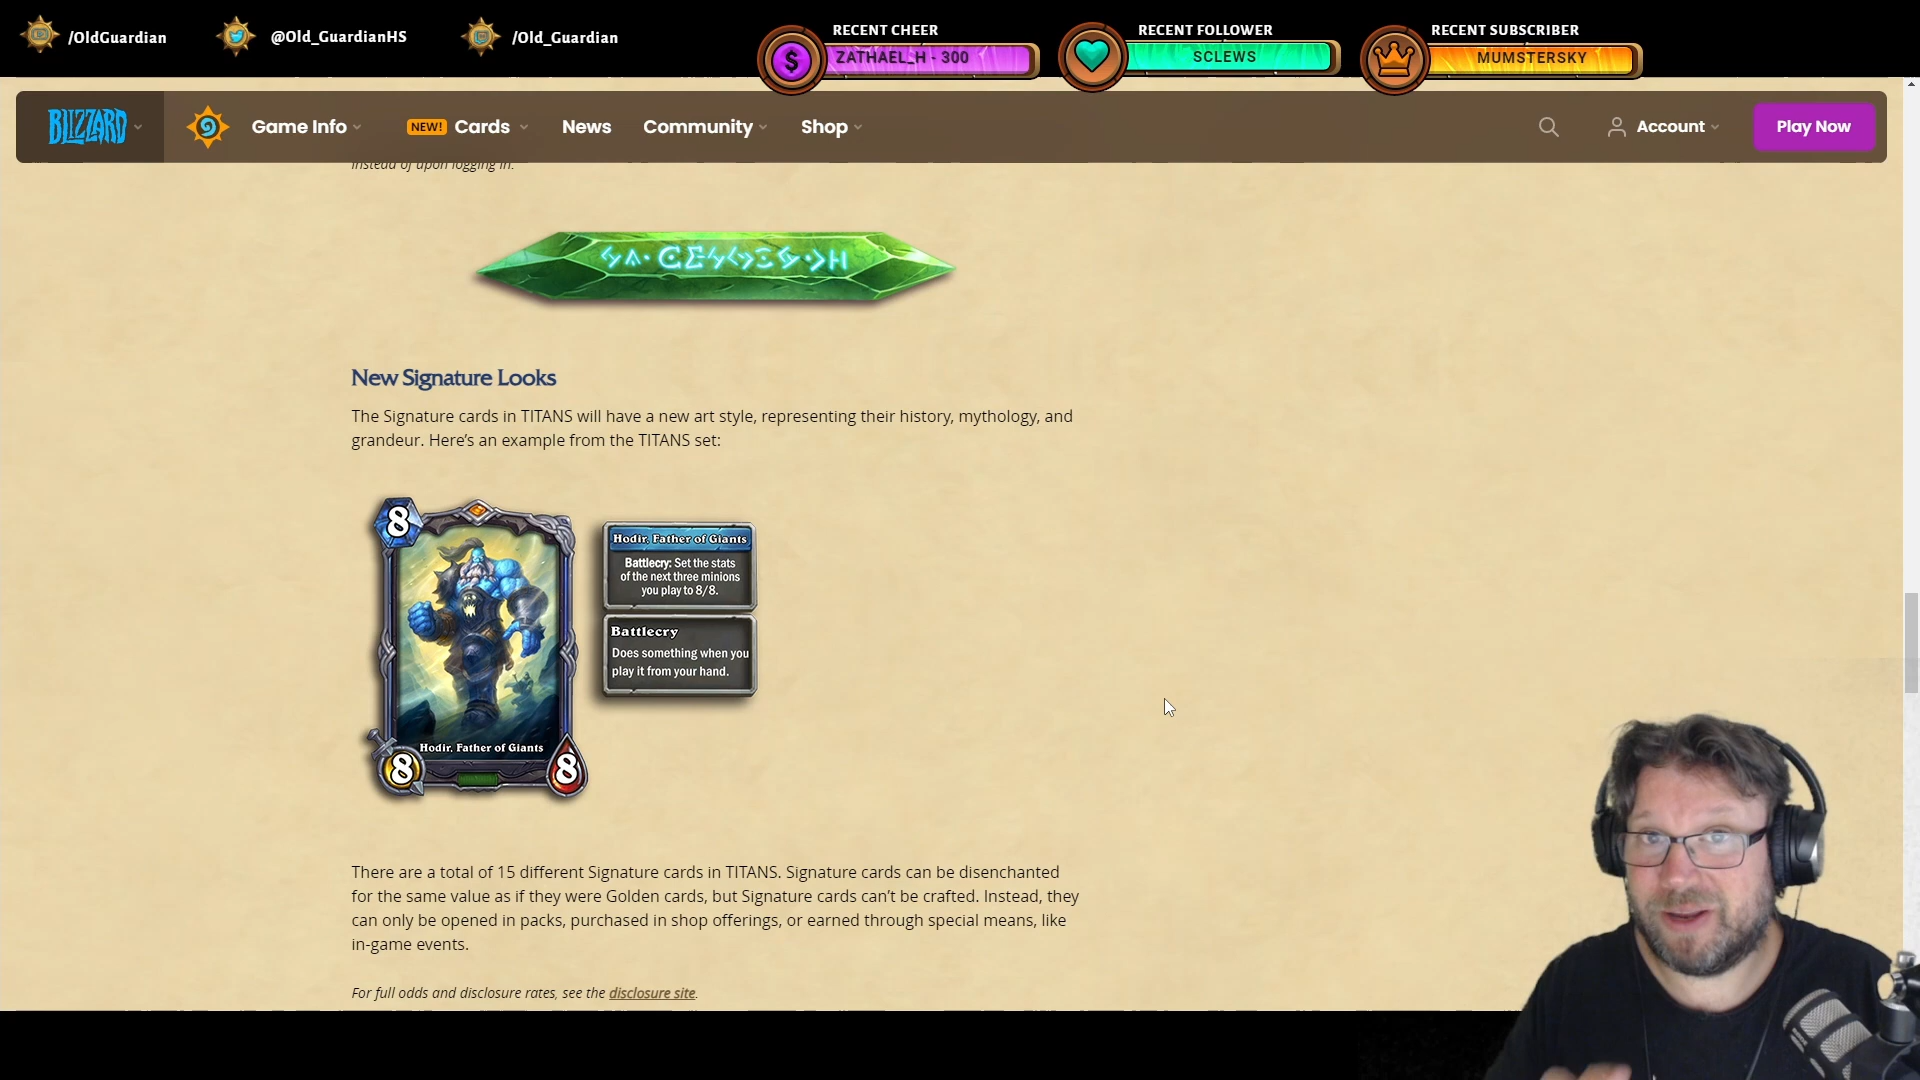 /OldGuardian
@Old_GuardianHS
/Old_Guardian
RECENT CHEER
ZATHAEL_H - 300
RECENT FOLLOWER
SCLEWS
RECENT SUBSCRIBER
MUMSTERSKY
BLIZZARD
Game Info
NEW! Cards
News
Community
Shop
Account
Play Now
instead of upon logging in.
New Signature Looks
The Signature cards in TITANS will have a new art style, representing their history, mythology, and
grandeur. Here’s an example from the TITANS set:
8
Hodir, Father of Giants
8
8
Hodir, Father of Giants
Battlecry: Set the stats
of the next three minions
you play to 8/8.
Battlecry
Does something when you
play it from your hand.
There are a total of 15 different Signature cards in TITANS. Signature cards can be disenchanted
for the same value as if they were Golden cards, but Signature cards can’t be crafted. Instead, they
can only be opened in packs, purchased in shop offerings, or earned through special means, like
in-game events.
For full odds and disclosure rates, see the disclosure site.